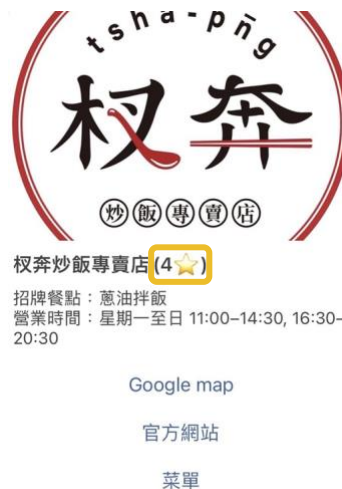 tsha-pn̄g
杈奔
炒飯專賣店
杈奔炒飯專賣店(4⭐)
招牌餐點：蔥油拌飯
營業時間：星期一至日 11:00–14:30, 16:30–
20:30
Google map
官方網站
菜單